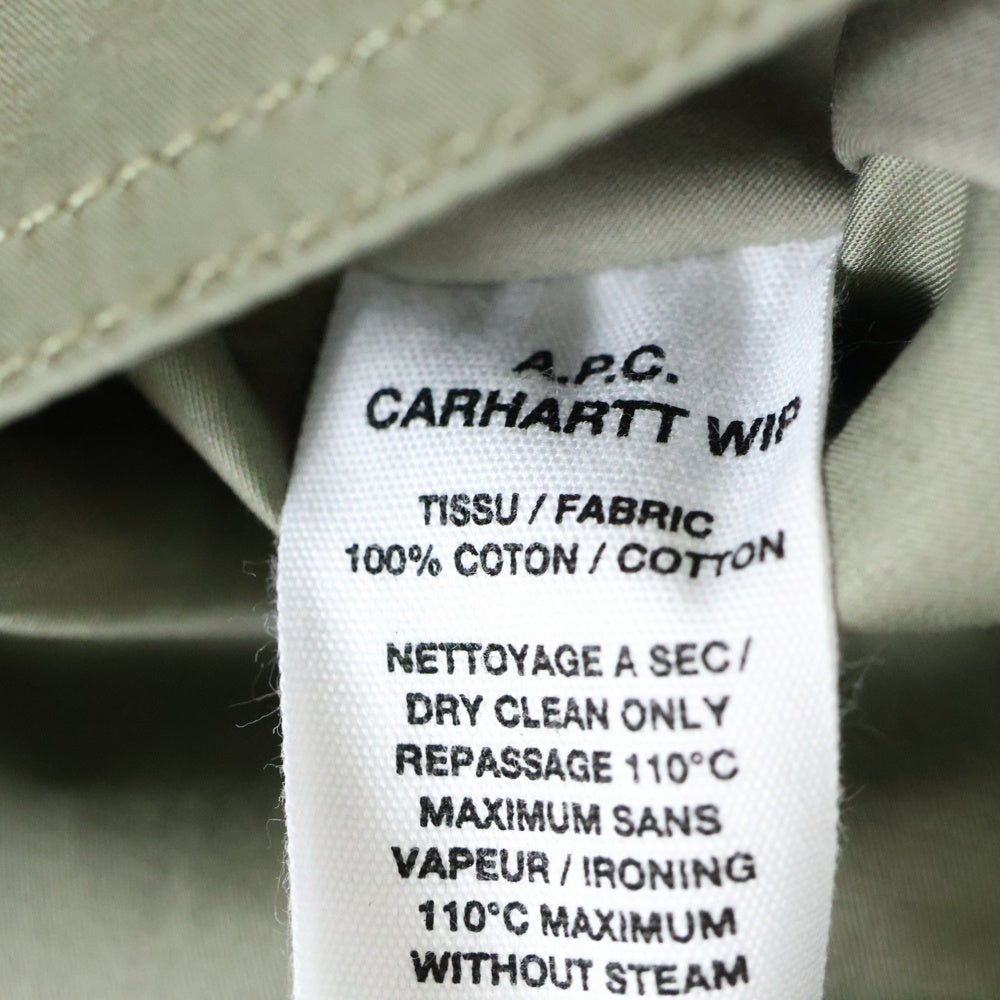 A.P.C.
CARHARTT WIP
TISSU / FABRIC
100% COTON / COTTON
NETTOYAGE A SEC /
DRY CLEAN ONLY
REPASSAGE 110°C
MAXIMUM SANS
VAPEUR / IRONING
110°C MAXIMUM
WITHOUT STEAM